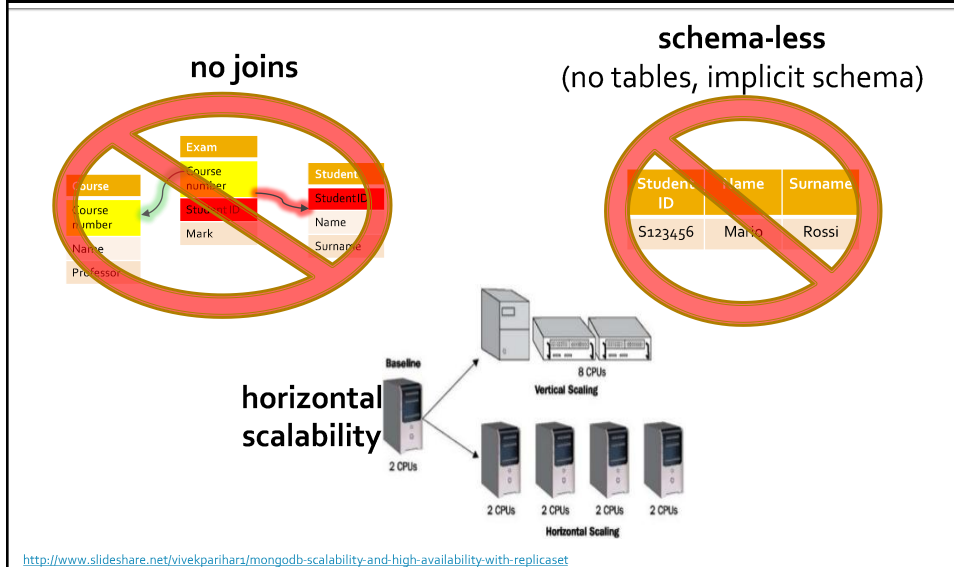 no joins
schema-less
(no tables, implicit schema)
Exam
Course
number
StudentID
Mark
Course
Course
number
Name
Professor
Student
StudentID
Name
Surname
Student
ID
Name
Surname
S123456
Mario
Rossi
horizontal
scalability
Baseline
2 CPUs
8 CPUs
Vertical Scaling
2 CPUs
2 CPUs
2 CPUs
2 CPUs
Horizontal Scaling
http://www.slideshare.net/vivekparihar1/mongodb-scalability-and-high-availability-with-replicaset